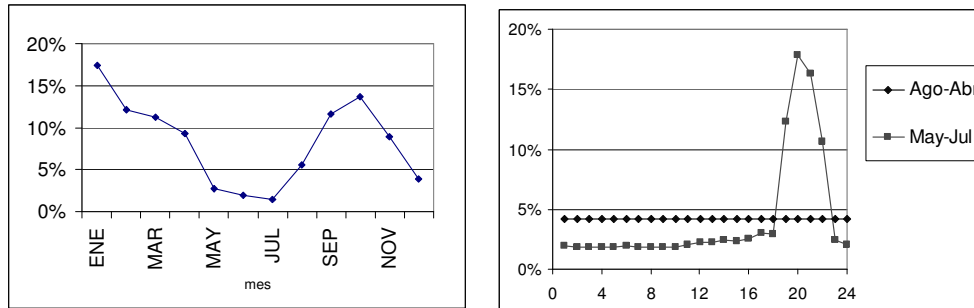 20%
15%
10%
5%
0%
ENE
MAR
MAY
JUL
SEP
NOV
mes
20%
15%
10%
5%
0%
0 4 8 12 16 20 24
Ago-Abr
May-Jul